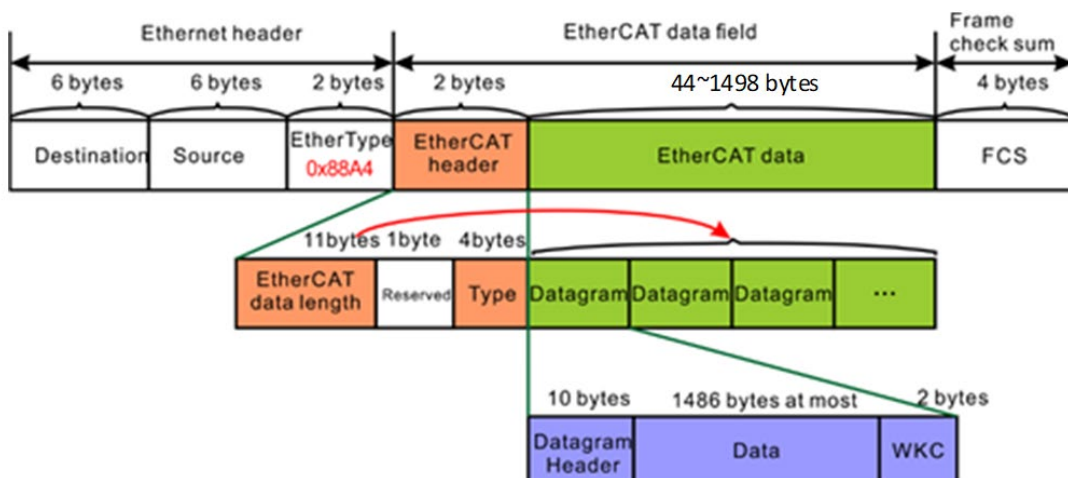 Ethernet header
EtherCAT data field
Frame
check sum
6 bytes
6 bytes
2 bytes
2 bytes
44~1498 bytes
4 bytes
Destination
Source
EtherType
0x88A4
EtherCAT
header
EtherCAT data
FCS
11bytes
1byte
4bytes
EtherCAT
data length
Reserved
Type
Datagram
Datagram
Datagram
...
10 bytes
1486 bytes at most
2 bytes
Datagram
Header
Data
WKC